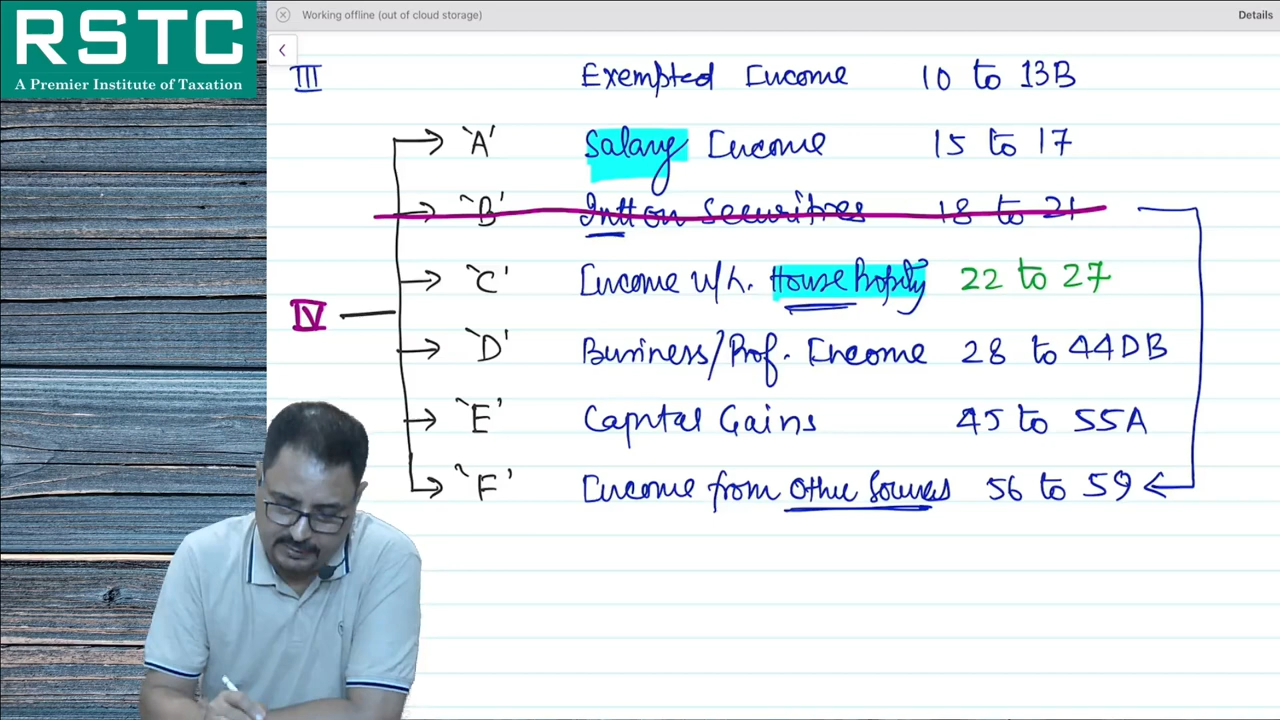 RSTC
A Premier Institute of Taxation
Working offline (out of cloud storage)
Details
III Exempted Income 10 to 13B
'A' Salary Income 15 to 17
'B' Intt on Securities 18 to 21
'C' Income u/h. House Property 22 to 27
IV
'D' Business/Prof. Income 28 to 44DB
'E' Capital Gains 45 to 55A
'F' Income from Other Sources 56 to 59